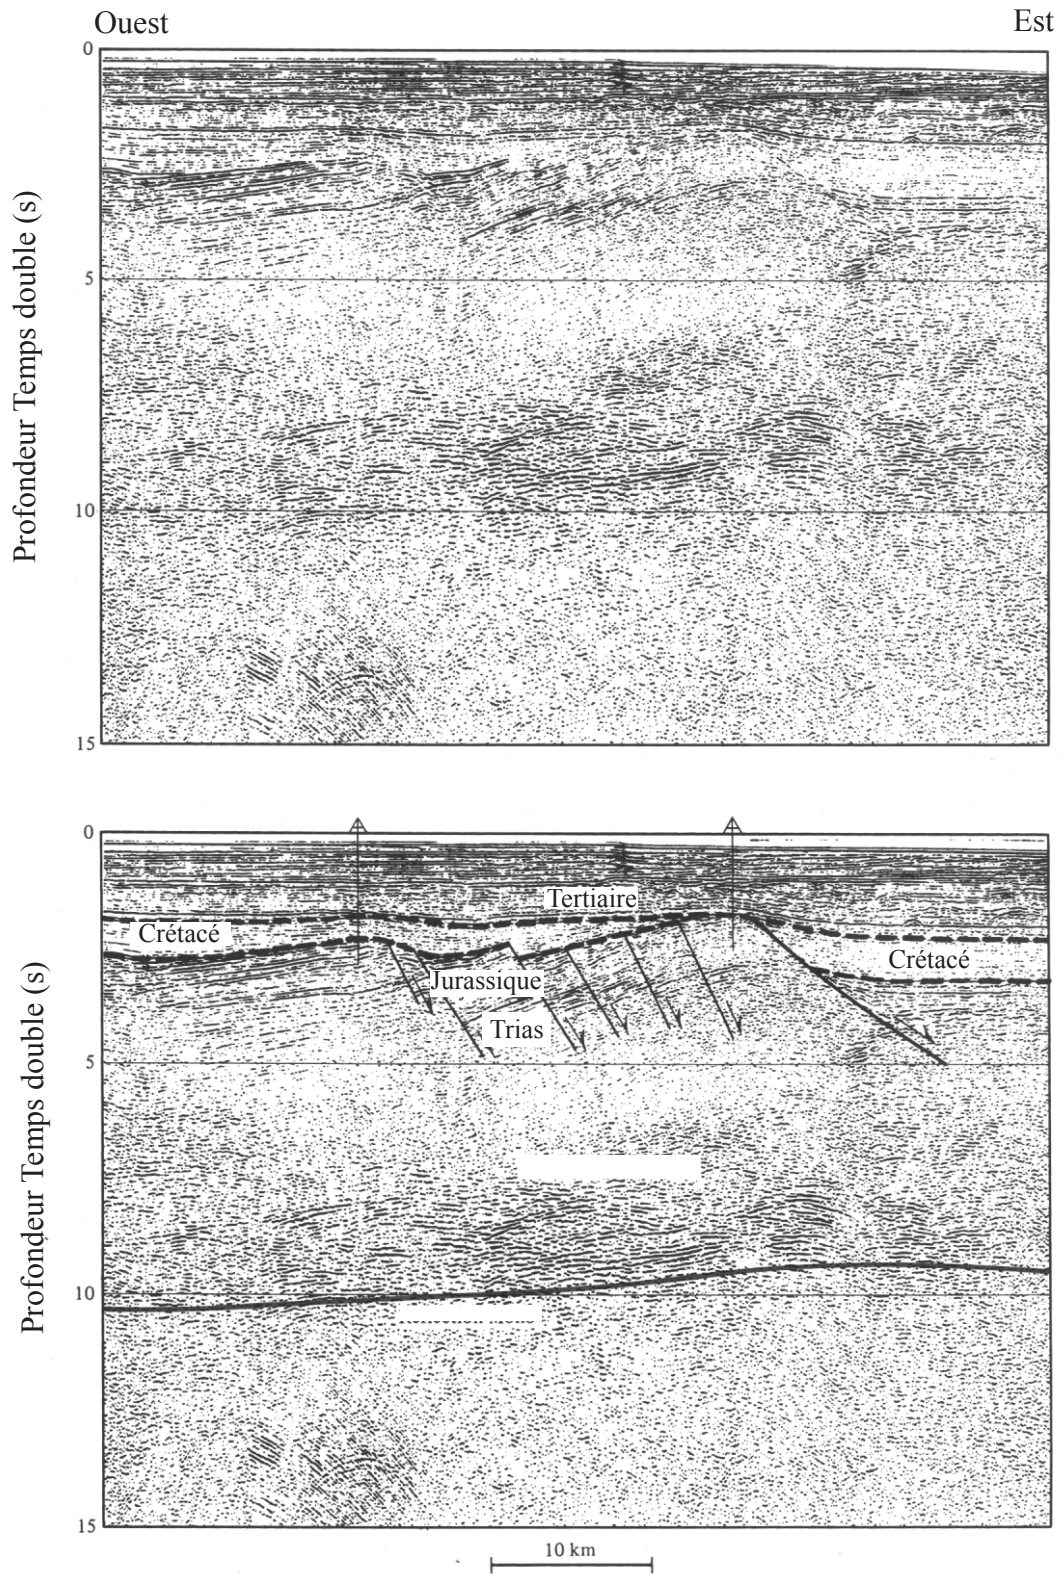 Ouest
Est
0
5
10
15
Profondeur Temps double (s)
0
5
10
15
Profondeur Temps double (s)
Tertiaire
Crétacé
Crétacé
Jurassique
Trias
10 km